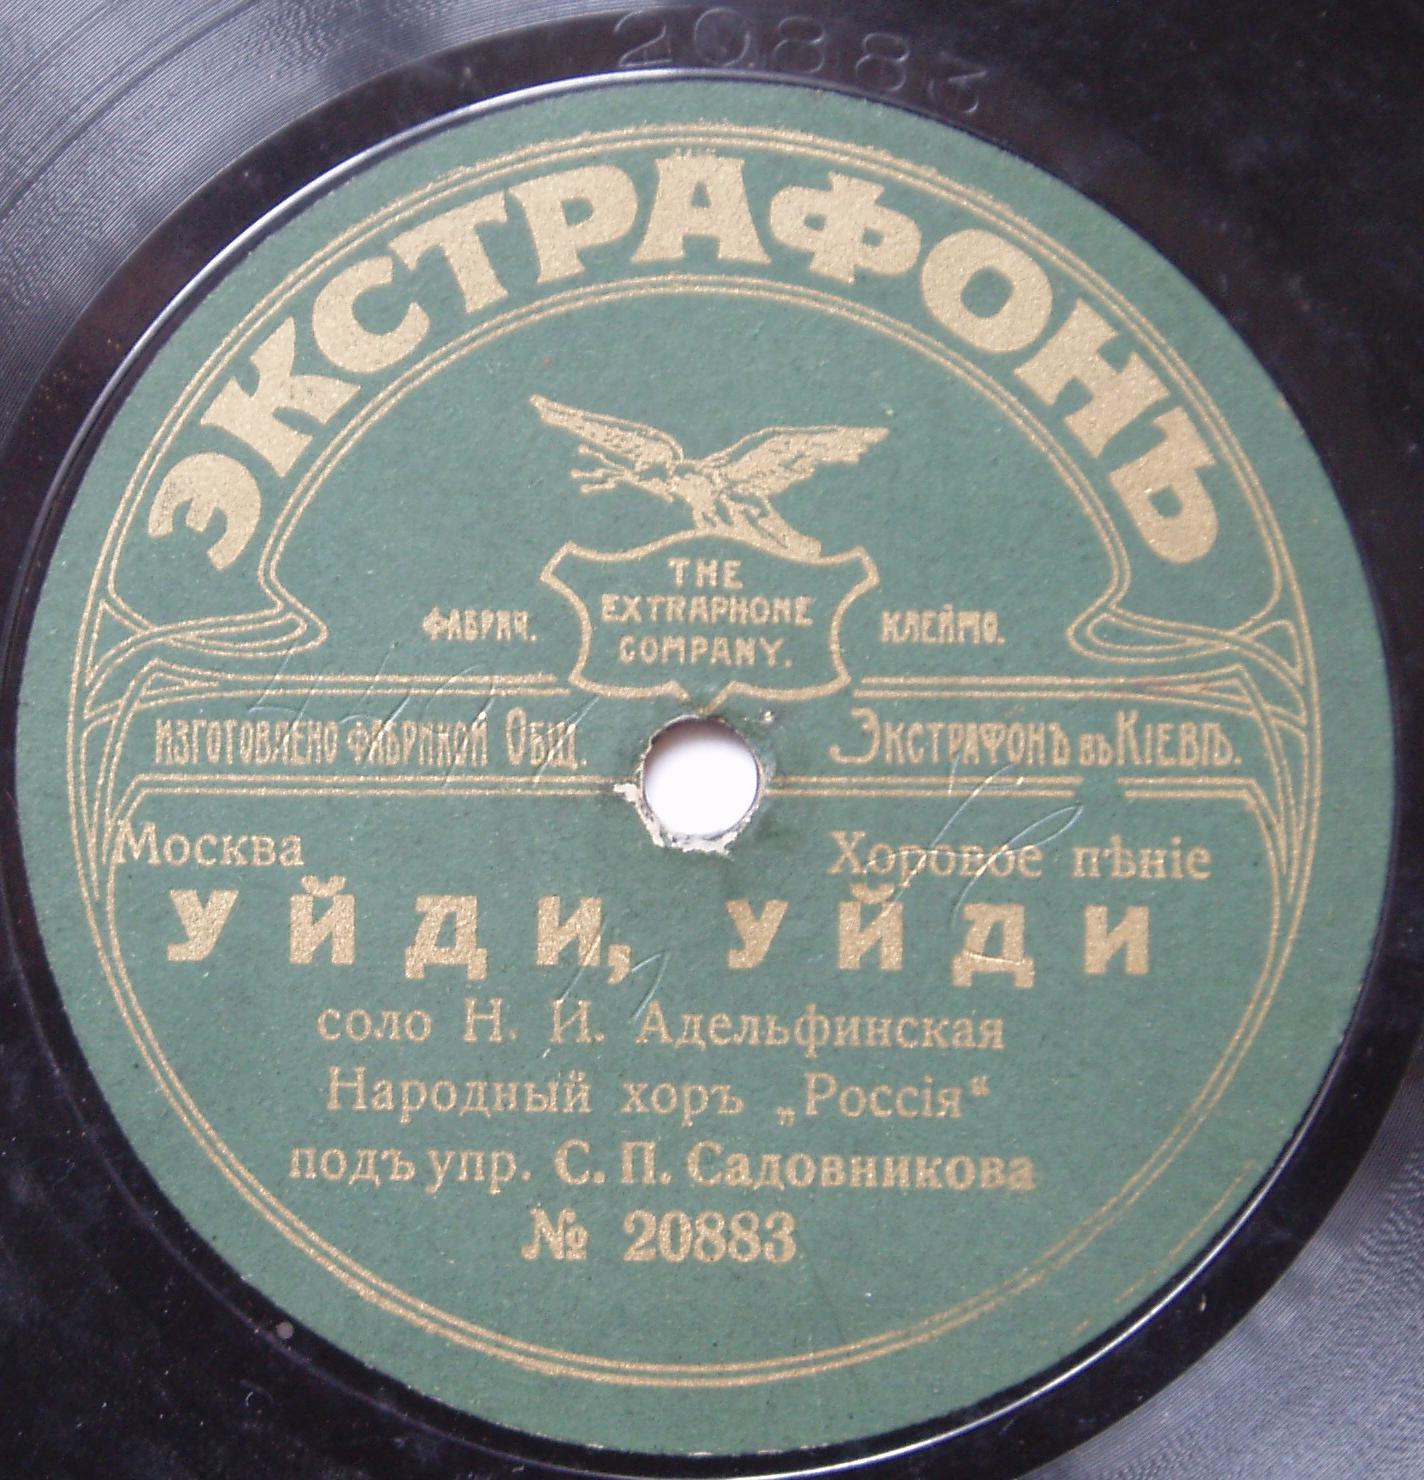 20883
ЭКСТРАФОНЪ
THE
EXTRAPHONE
COMPANY.
ФАБРИЧ. КЛЕЙМО.
ИЗГОТОВЛЕНО ФАБРИКОЙ ОБЩ. ЭКСТРАФОНЪ ВЪ КІЕВѢ.
Москва Хоровое пѣніе
УЙДИ, УЙДИ
соло Н. И. Адельфинская
Народный хоръ „Россія“
подъ упр. С. П. Садовникова
№ 20883